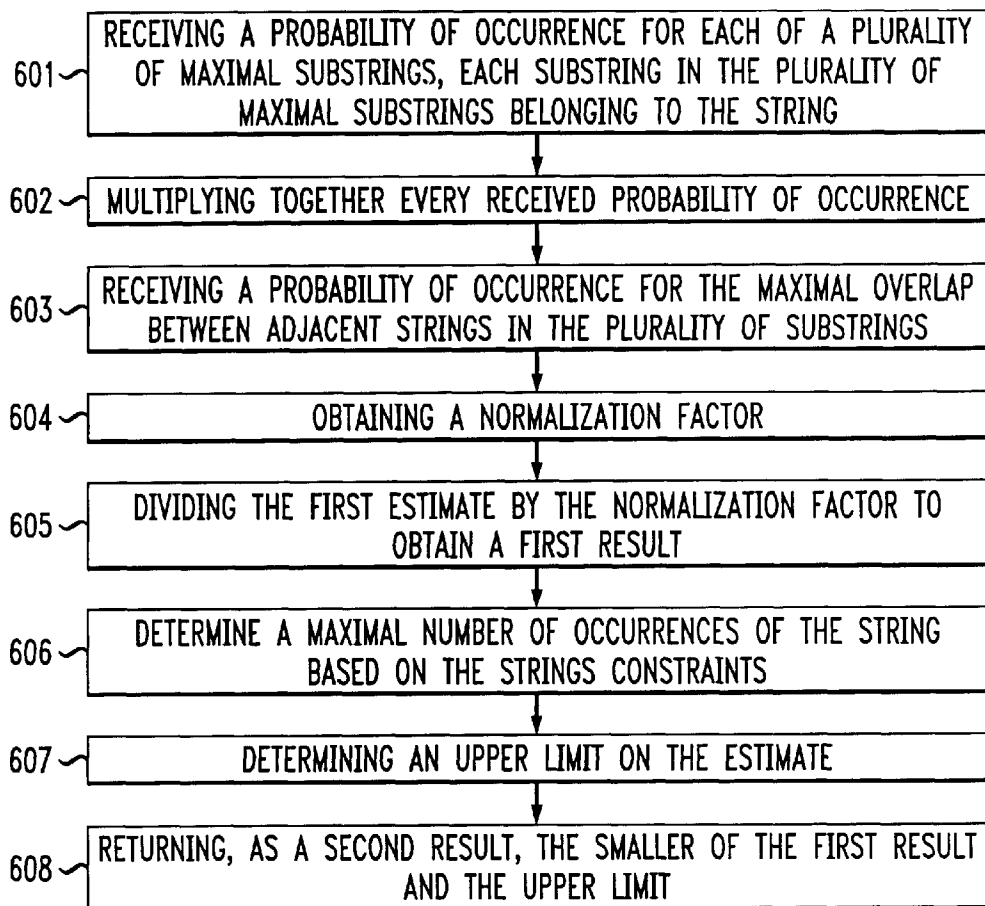 RECEIVING A PROBABILITY OF OCCURRENCE FOR EACH OF A PLURALITY
601 OF MAXIMAL SUBSTRINGS, EACH SUBSTRING IN THE PLURALITY OF
MAXIMAL SUBSTRINGS BELONGING TO THE STRING
602 MULTIPLYING TOGETHER EVERY RECEIVED PROBABILITY OF OCCURRENCE
603 RECEIVING A PROBABILITY OF OCCURRENCE FOR THE MAXIMAL OVERLAP
BETWEEN ADJACENT STRINGS IN THE PLURALITY OF SUBSTRINGS
604 OBTAINING A NORMALIZATION FACTOR
605 DIVIDING THE FIRST ESTIMATE BY THE NORMALIZATION FACTOR TO
OBTAIN A FIRST RESULT
606 DETERMINE A MAXIMAL NUMBER OF OCCURRENCES OF THE STRING
BASED ON THE STRINGS CONSTRAINTS
607 DETERMINING AN UPPER LIMIT ON THE ESTIMATE
608 RETURNING, AS A SECOND RESULT, THE SMALLER OF THE FIRST RESULT
AND THE UPPER LIMIT